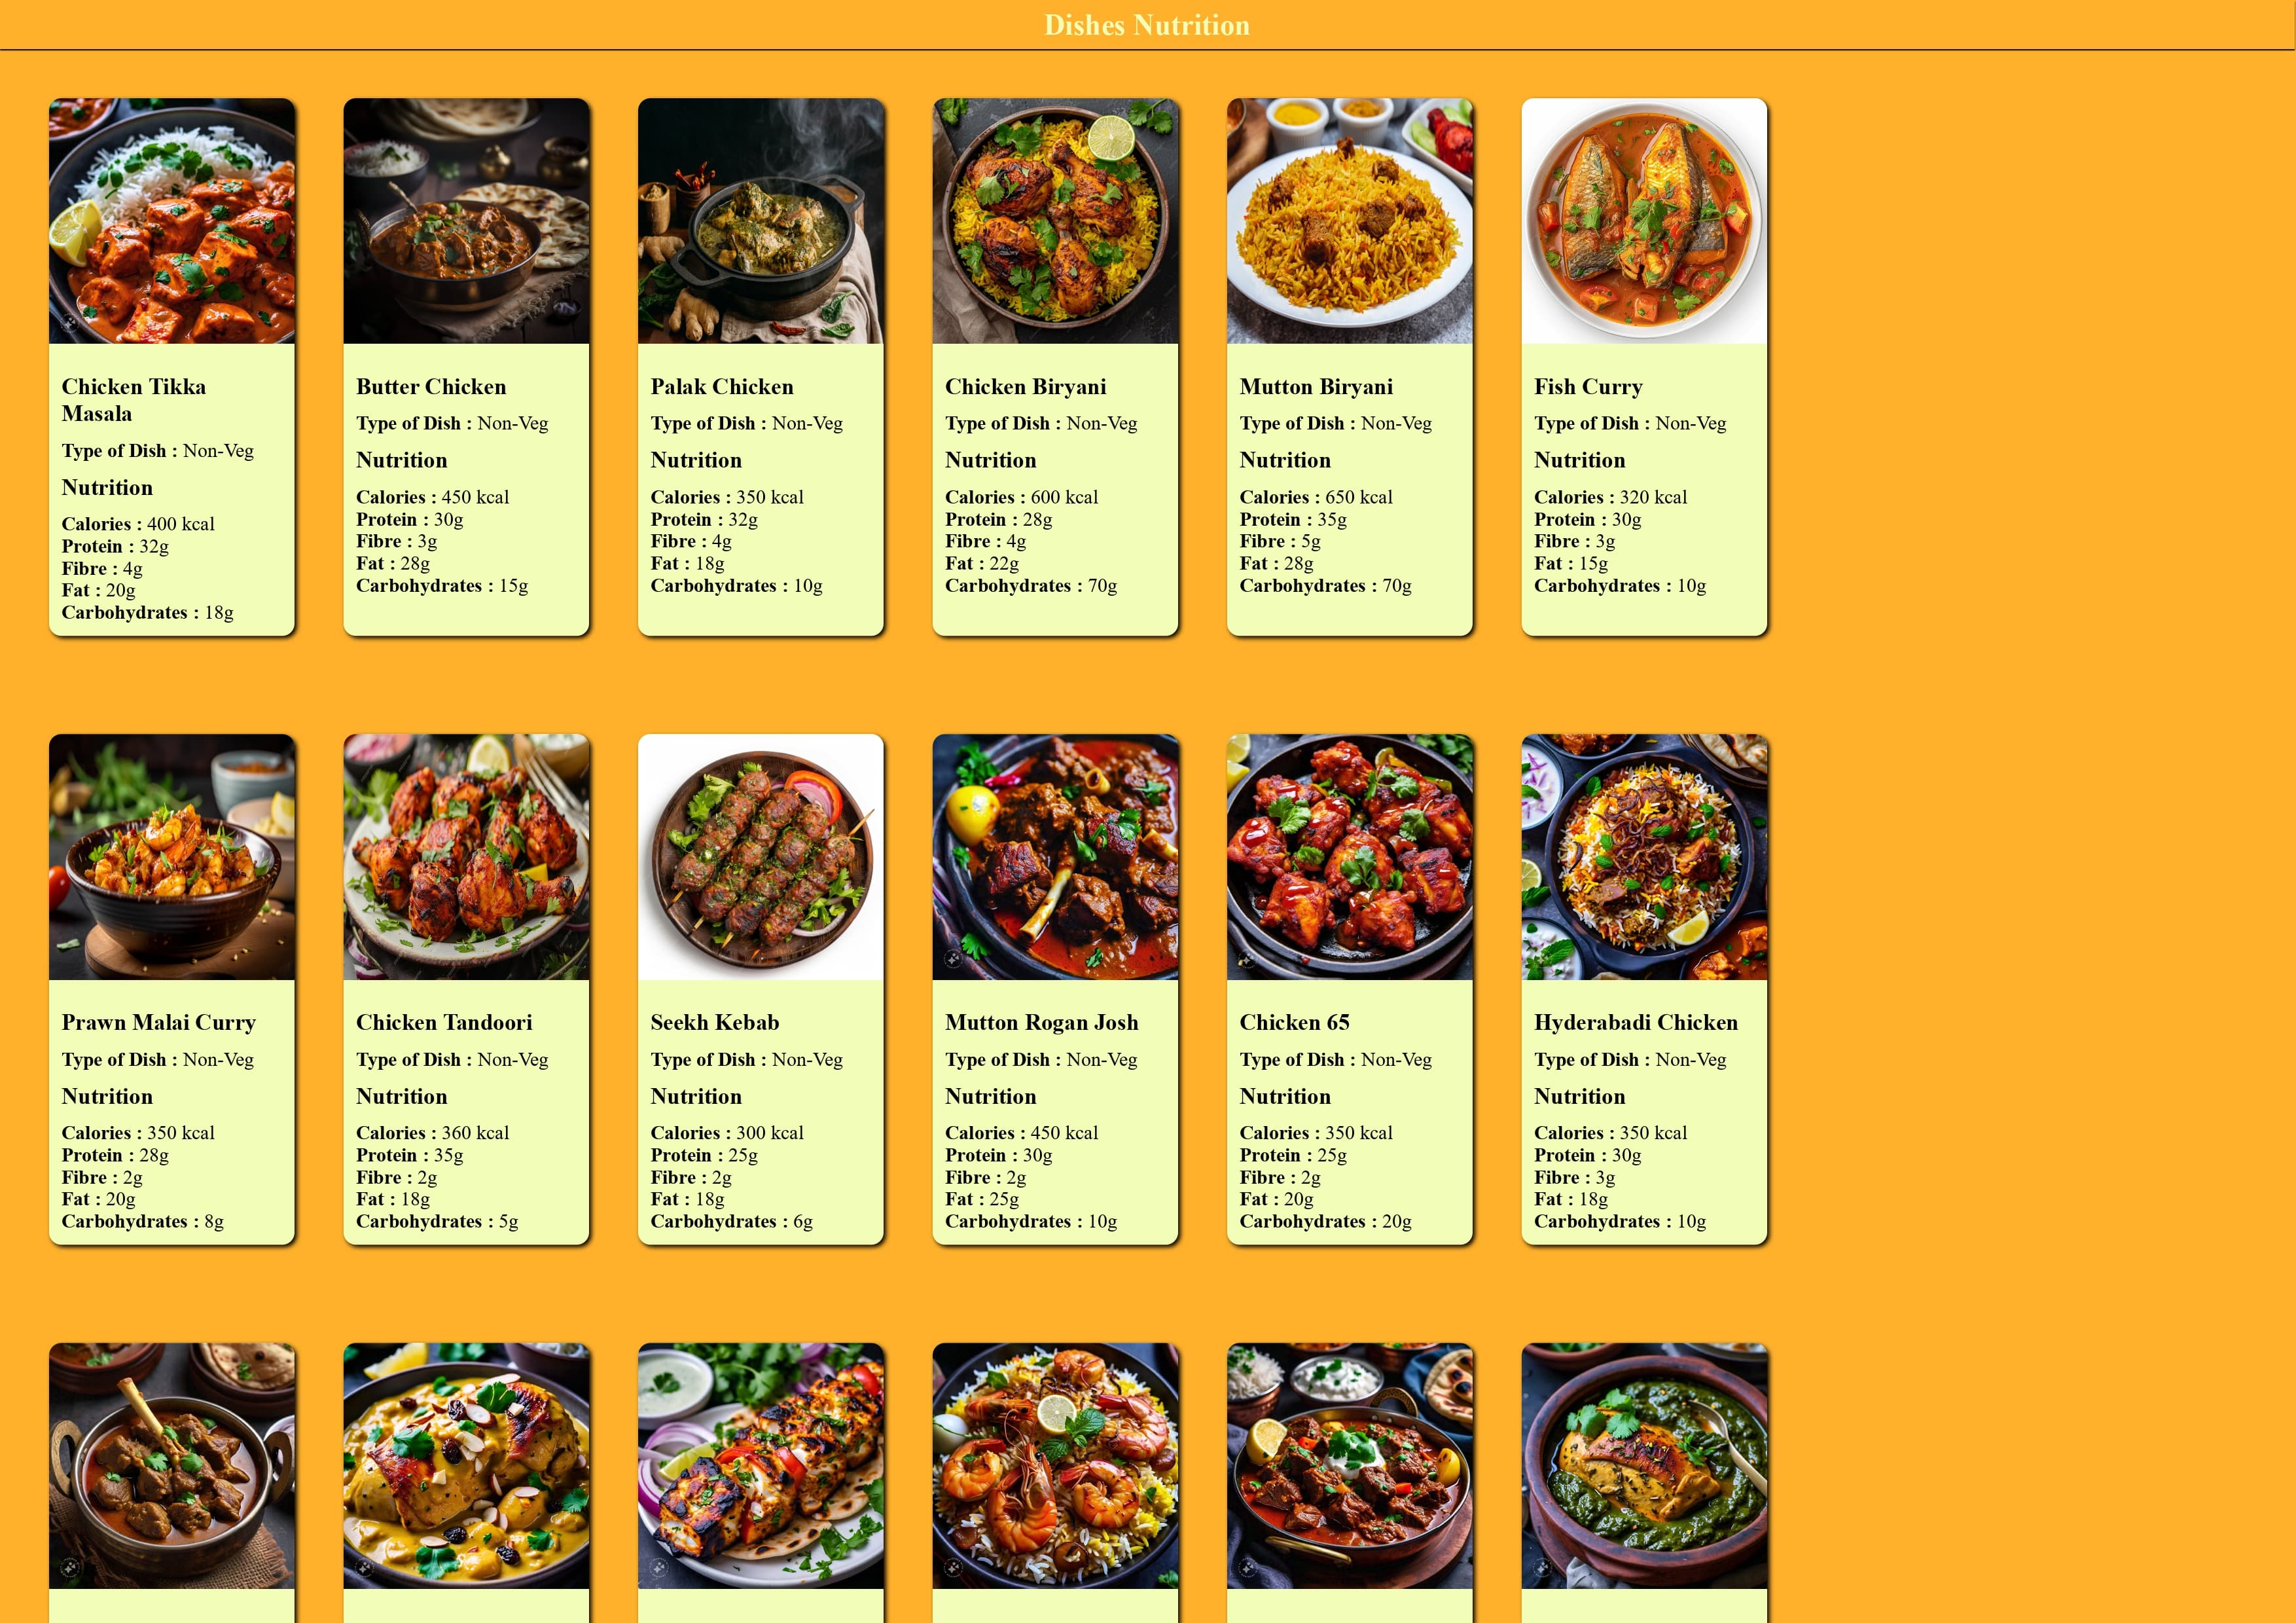 Dishes Nutrition
Chicken Tikka
Masala
Type of Dish : Non-Veg
Nutrition
Calories : 400 kcal
Protein : 32g
Fibre : 4g
Fat : 20g
Carbohydrates : 18g
Butter Chicken
Type of Dish : Non-Veg
Nutrition
Calories : 450 kcal
Protein : 30g
Fibre : 3g
Fat : 28g
Carbohydrates : 15g
Palak Chicken
Type of Dish : Non-Veg
Nutrition
Calories : 350 kcal
Protein : 32g
Fibre : 4g
Fat : 18g
Carbohydrates : 10g
Chicken Biryani
Type of Dish : Non-Veg
Nutrition
Calories : 600 kcal
Protein : 28g
Fibre : 4g
Fat : 22g
Carbohydrates : 70g
Mutton Biryani
Type of Dish : Non-Veg
Nutrition
Calories : 650 kcal
Protein : 35g
Fibre : 5g
Fat : 28g
Carbohydrates : 70g
Fish Curry
Type of Dish : Non-Veg
Nutrition
Calories : 320 kcal
Protein : 30g
Fibre : 3g
Fat : 15g
Carbohydrates : 10g
Prawn Malai Curry
Type of Dish : Non-Veg
Nutrition
Calories : 350 kcal
Protein : 28g
Fibre : 2g
Fat : 20g
Carbohydrates : 8g
Chicken Tandoori
Type of Dish : Non-Veg
Nutrition
Calories : 360 kcal
Protein : 35g
Fibre : 2g
Fat : 18g
Carbohydrates : 5g
Seekh Kebab
Type of Dish : Non-Veg
Nutrition
Calories : 300 kcal
Protein : 25g
Fibre : 2g
Fat : 18g
Carbohydrates : 6g
Mutton Rogan Josh
Type of Dish : Non-Veg
Nutrition
Calories : 450 kcal
Protein : 30g
Fibre : 2g
Fat : 25g
Carbohydrates : 10g
Chicken 65
Type of Dish : Non-Veg
Nutrition
Calories : 350 kcal
Protein : 25g
Fibre : 2g
Fat : 20g
Carbohydrates : 20g
Hyderabadi Chicken
Type of Dish : Non-Veg
Nutrition
Calories : 350 kcal
Protein : 30g
Fibre : 3g
Fat : 18g
Carbohydrates : 10g